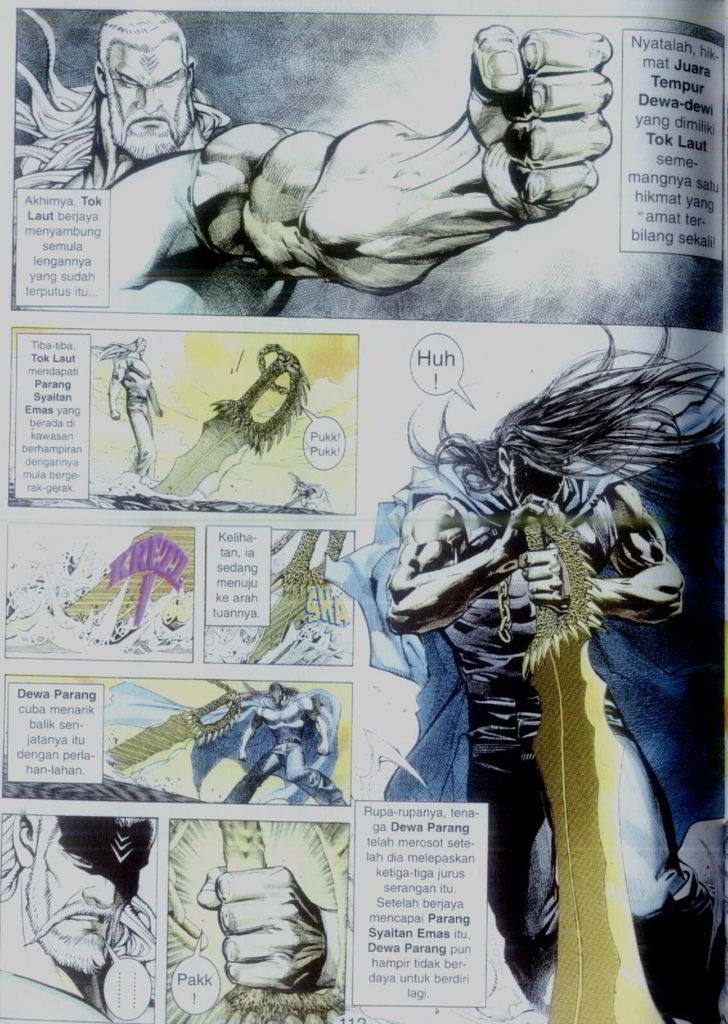 Akhirnya, Tok
Laut berjaya
menyambung
semula
lengannya
yang sudah
terputus itu...
Nyatalah, hik-
mat Juara
Tempur
Dewa-dewi
yang dimiliki
Tok Laut
seme-
mangnya satu
hikmat yang
amat ter-
bilang sekali!
Tiba-tiba,
Tok Laut
mendapati
Parang
Syaitan
Emas yang
berada di
kawasan
berhampiran
dengannya
mula berge-
rak-gerak.
Pukk!
Pukk!
Huh
!
Keliha-
tan, ia
sedang
menuju
ke arah
tuannya.
Dewa Parang
cuba menarik
balik sen-
jatanya itu
dengan perla-
han-lahan.
Pakk
!
Rupa-rupanya, tena-
ga Dewa Parang
telah merosot sete-
lah dia melepaskan
ketiga-tiga jurus
serangan itu.
Setelah berjaya
mencapai Parang
Syaitan Emas itu,
Dewa Parang pun
hampir tidak ber-
daya untuk berdiri
lagi.